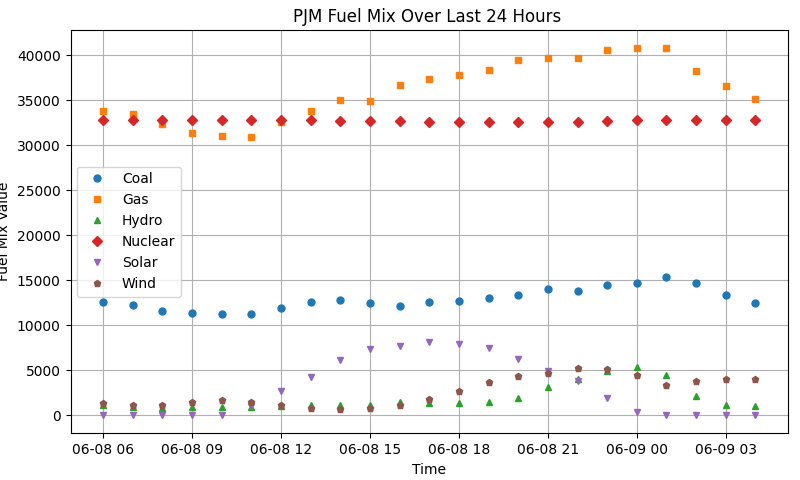 PJM Fuel Mix Over Last 24 Hours
40000
35000
30000
25000
20000
15000
10000
5000
0
Fuel Mix Value
Coal
Gas
Hydro
Nuclear
Solar
Wind
06-08 06 06-08 09 06-08 12 06-08 15 06-08 18 06-08 21 06-09 00 06-09 03
Time